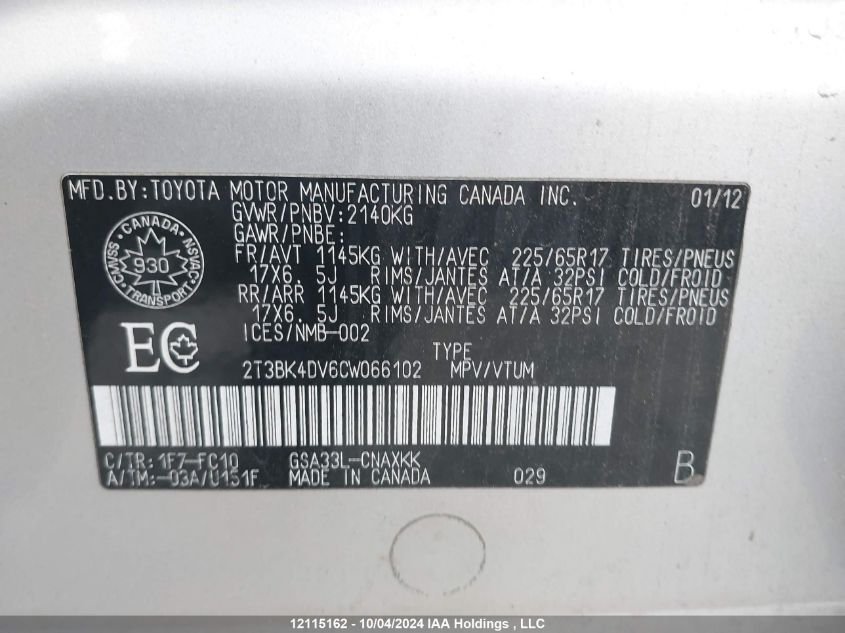 MFD.BY:TOYOTA MOTOR MANUFACTURING CANADA INC. 01/12
GVWR/PNBV:2140KG
GAWR/PNBE:
FR/AVT 1145KG WITH/AVEC 225/65R17 TIRES/PNEUS
17X6.5J RIMS/JANTES AT/A 32PSI COLD/FROID
RR/ARR 1145KG WITH/AVEC 225/65R17 TIRES/PNEUS
17X6.5J RIMS/JANTES AT/A 32PSI COLD/FROID
ICES/NMB-002
CANADA
CMVSS 930 NSVAC
TRANSPORT
EC
TYPE
2T3BK4DV6CW066102 MPV/VTUM
C/TR:1F7-FC10 GSA33L-CNAXKK
A/TM:-03A/U151F MADE IN CANADA 029 B
12115162 - 10/04/2024 IAA Holdings , LLC